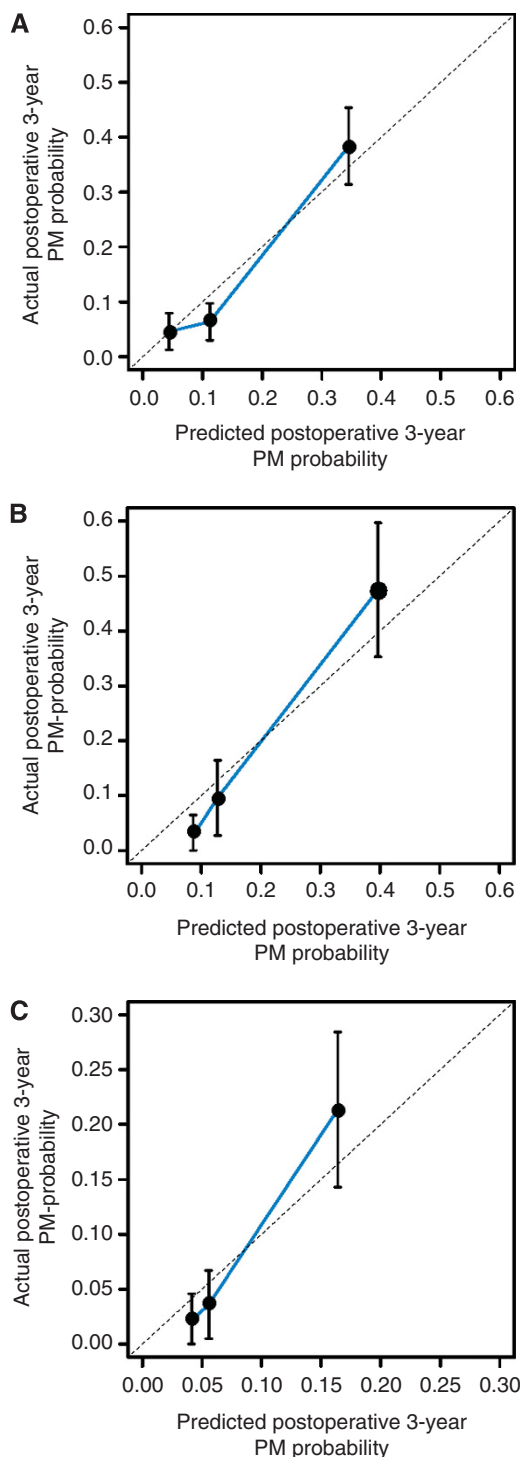 A
Actual postoperative 3-year
PM probability
0.6
0.5
0.4
0.3
0.2
0.1
0.0
0.0 0.1 0.2 0.3 0.4 0.5 0.6
Predicted postoperative 3-year
PM probability
B
Actual postoperative 3-year
PM-probability
0.6
0.5
0.4
0.3
0.2
0.1
0.0
0.0 0.1 0.2 0.3 0.4 0.5 0.6
Predicted postoperative 3-year
PM probability
C
Actual postoperative 3-year
PM-probability
0.30
0.25
0.20
0.15
0.10
0.05
0.00
0.00 0.05 0.10 0.15 0.20 0.25 0.30
Predicted postoperative 3-year
PM probability